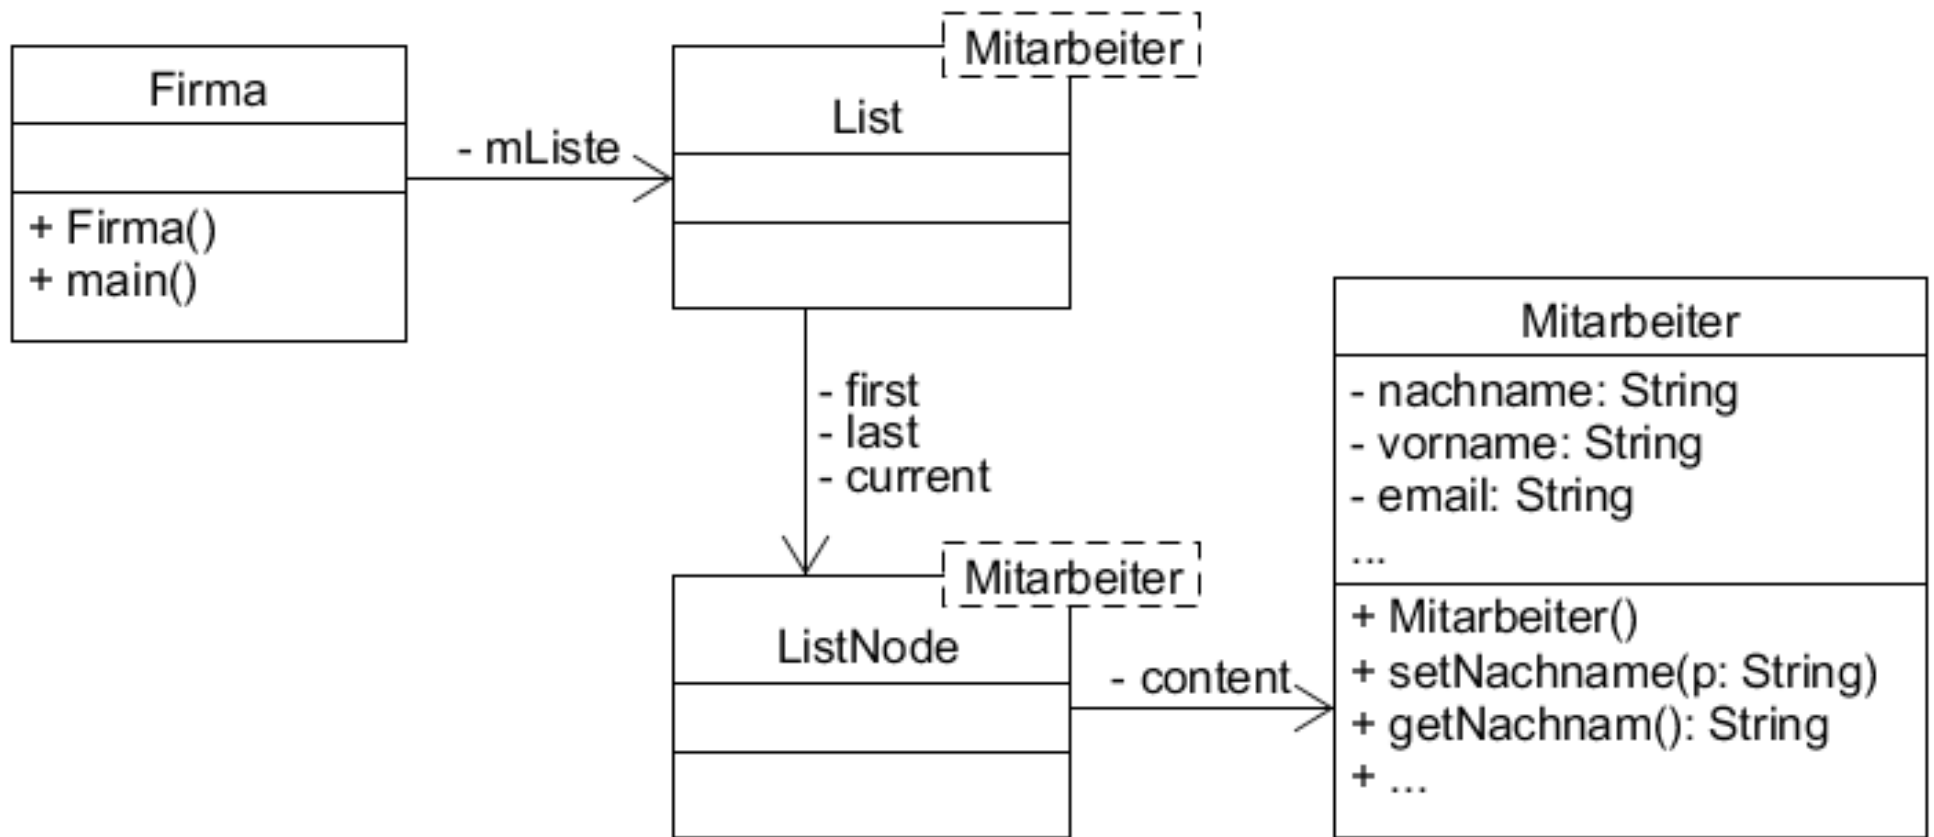 Firma
+ Firma()
+ main()
- mListe
Mitarbeiter
List
- first
- last
- current
Mitarbeiter
ListNode
- content
Mitarbeiter
- nachname: String
- vorname: String
- email: String
...
+ Mitarbeiter()
+ setNachname(p: String)
+ getNachnam(): String
+ ...